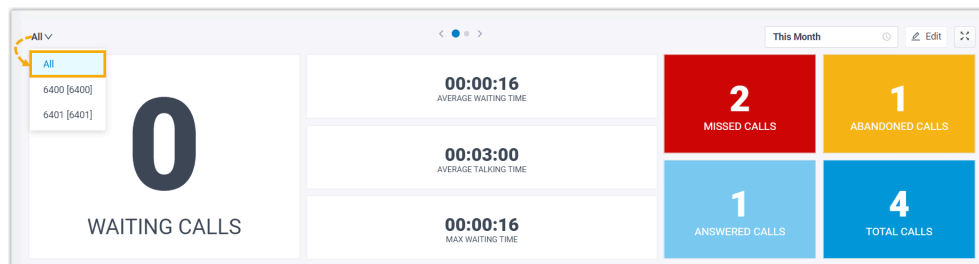 All
This Month
Edit
All
6400 [6400]
6401 [6401]
0
WAITING CALLS
00:00:16
AVERAGE WAITING TIME
00:03:00
AVERAGE TALKING TIME
00:00:16
MAX WAITING TIME
2
MISSED CALLS
1
ABANDONED CALLS
1
ANSWERED CALLS
4
TOTAL CALLS